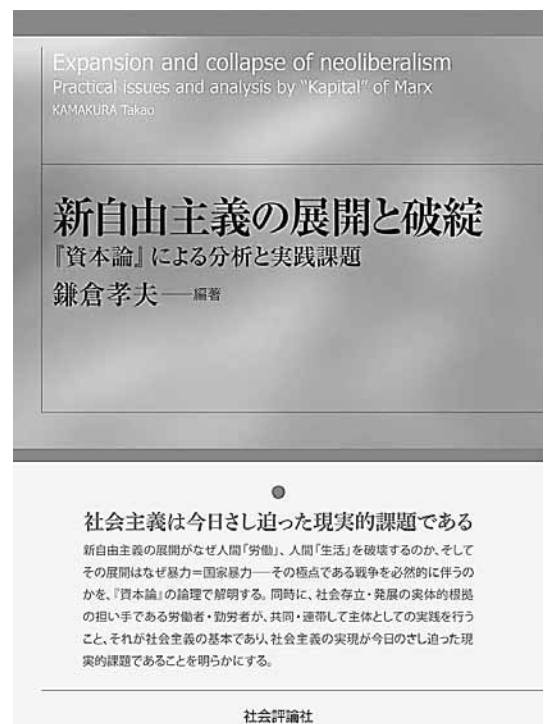 Expansion and collapse of neoliberalism
Practical issues and analysis by "Kapital" of Marx
KAMAKURA Takao
新自由主義の展開と破綻
『資本論』による分析と実践課題
鎌倉孝夫——編著
社会主義は今日さし迫った現実的課題である
新自由主義の展開がなぜ人間「労働」、人間「生活」を破壊するのか、そして
その展開はなぜ暴力＝国家暴力——その極点である戦争を必然的に伴うの
かを、『資本論』の論理で解明する。同時に、社会存立・発展の実体的根拠
の担い手である労働者・勤労者が、共同・連帯して主体としての実践を行う
こと、それが社会主義の基本であり、社会主義の実現が今日のさし迫った現
実的課題であることを明らかにする。
社会評論社